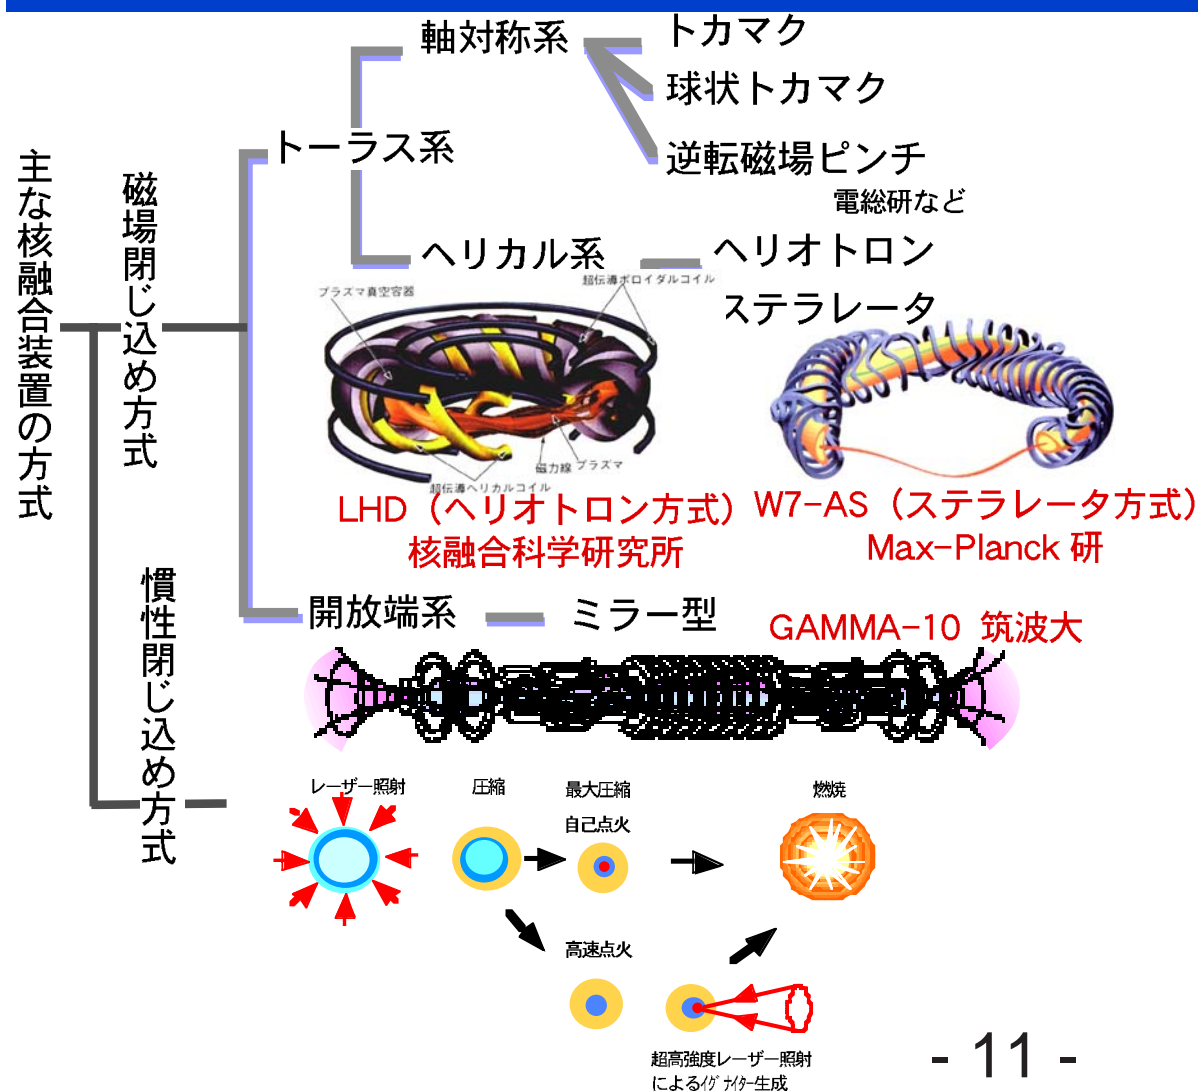 主な核融合装置の方式
磁場閉じ込め方式
トーラス系
軸対称系
トカマク
球状トカマク
逆転磁場ピンチ
電総研など
ヘリカル系
ヘリオトロン
ステラレータ
プラズマ真空容器
超伝導ポロイダルコイル
磁力線
プラズマ
超伝導ヘリカルコイル
LHD（ヘリオトロン方式）
核融合科学研究所
W7-AS（ステラレータ方式）
Max-Planck 研
開放端系
ミラー型
GAMMA-10 筑波大
慣性閉じ込め方式
レーザー照射
圧縮
最大圧縮
自己点火
燃焼
高速点火
超高強度レーザー照射
によるイグナイター生成
- 11 -